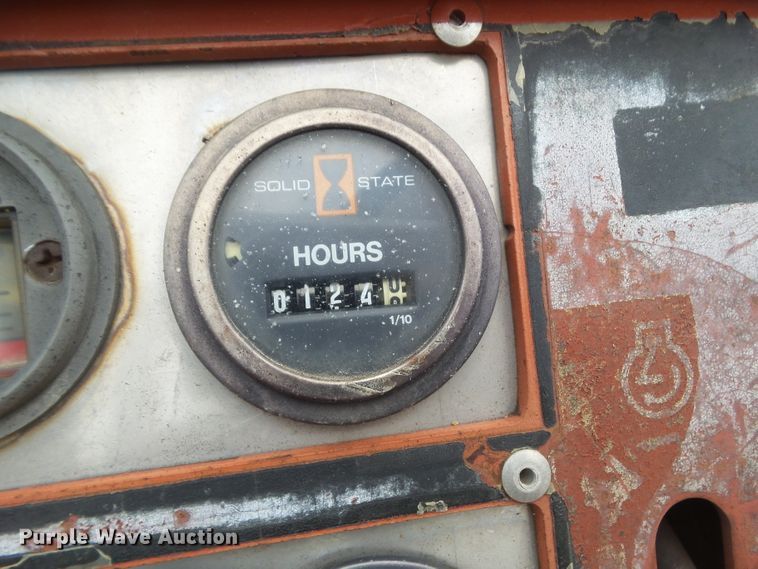 SOLID STATE
HOURS
0124
1/10
Purple Wave Auction